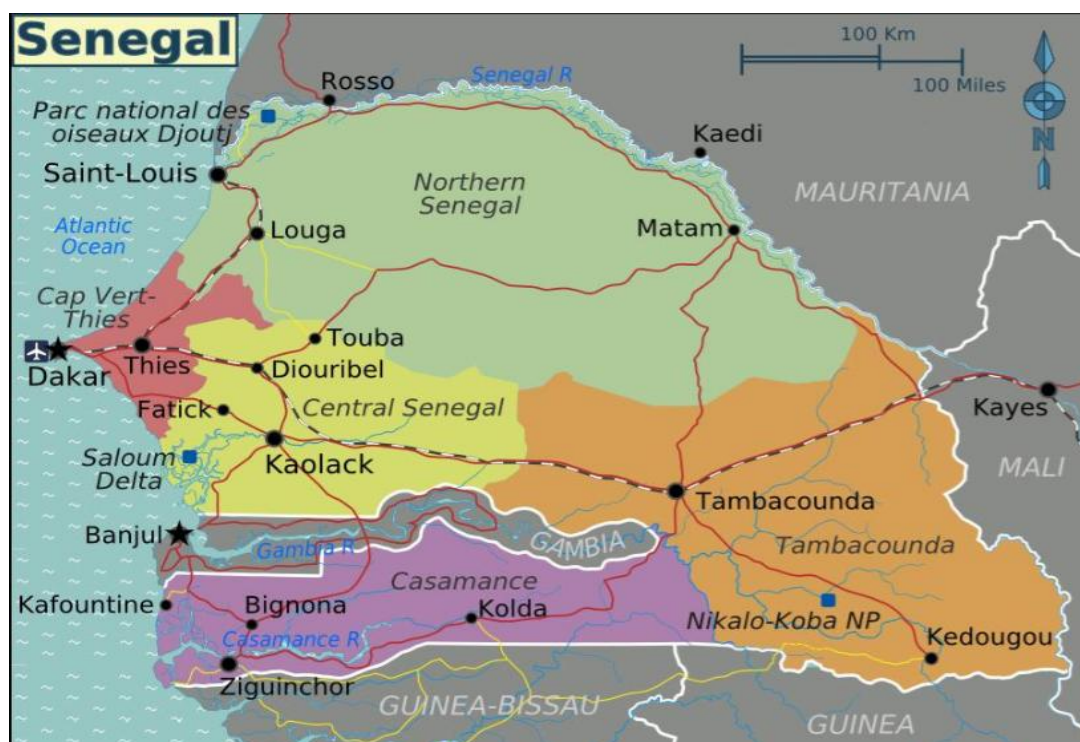 Senegal
100 Km
100 Miles
N
Rosso
Senegal R
Parc national des
oiseaux Djoutj
Kaedi
Saint-Louis
MAURITANIA
Northern
Senegal
Atlantic
Ocean
Louga
Matam
Cap Vert-
Thies
Touba
Dakar
Thies
Diouribel
Fatick
Central Senegal
Kayes
Kaolack
Saloum
Delta
MALI
Tambacounda
Banjul
Gambia R
GAMBIA
Tambacounda
Casamance
Kafountine
Bignona
Kolda
Nikalo-Koba NP
Casamance R
Kedougou
Ziguinchor
GUINEA-BISSAU
GUINEA